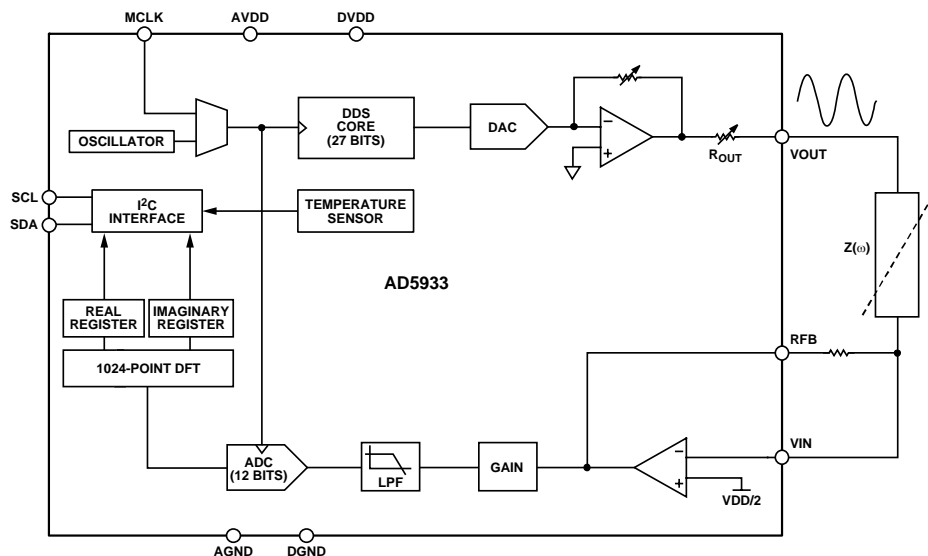 MCLK
AVDD
DVDD
OSCILLATOR
DDS
CORE
(27 BITS)
DAC
−
+
ROUT
VOUT
SCL
SDA
I2C
INTERFACE
TEMPERATURE
SENSOR
Z(ω)
AD5933
REAL
REGISTER
IMAGINARY
REGISTER
1024-POINT DFT
RFB
ADC
(12 BITS)
LPF
GAIN
−
+
VIN
VDD/2
AGND
DGND